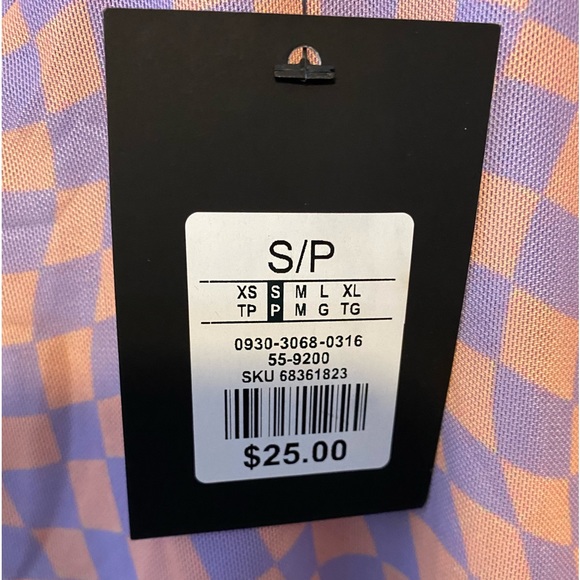 S/P
XS S M L XL
TP P M G TG
0930-3068-0316
55-9200
SKU 68361823
$25.00